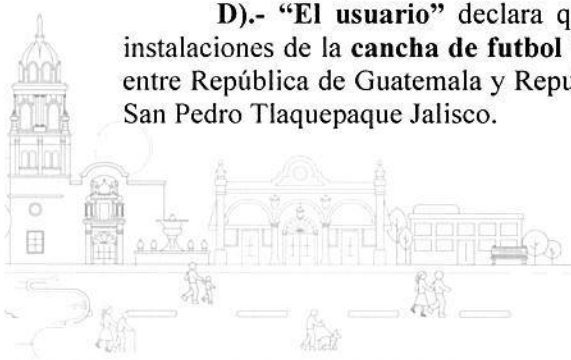 D).- “El usuario” declara q
instalaciones de la cancha de futbol
entre República de Guatemala y Repu
San Pedro Tlaquepaque Jalisco.